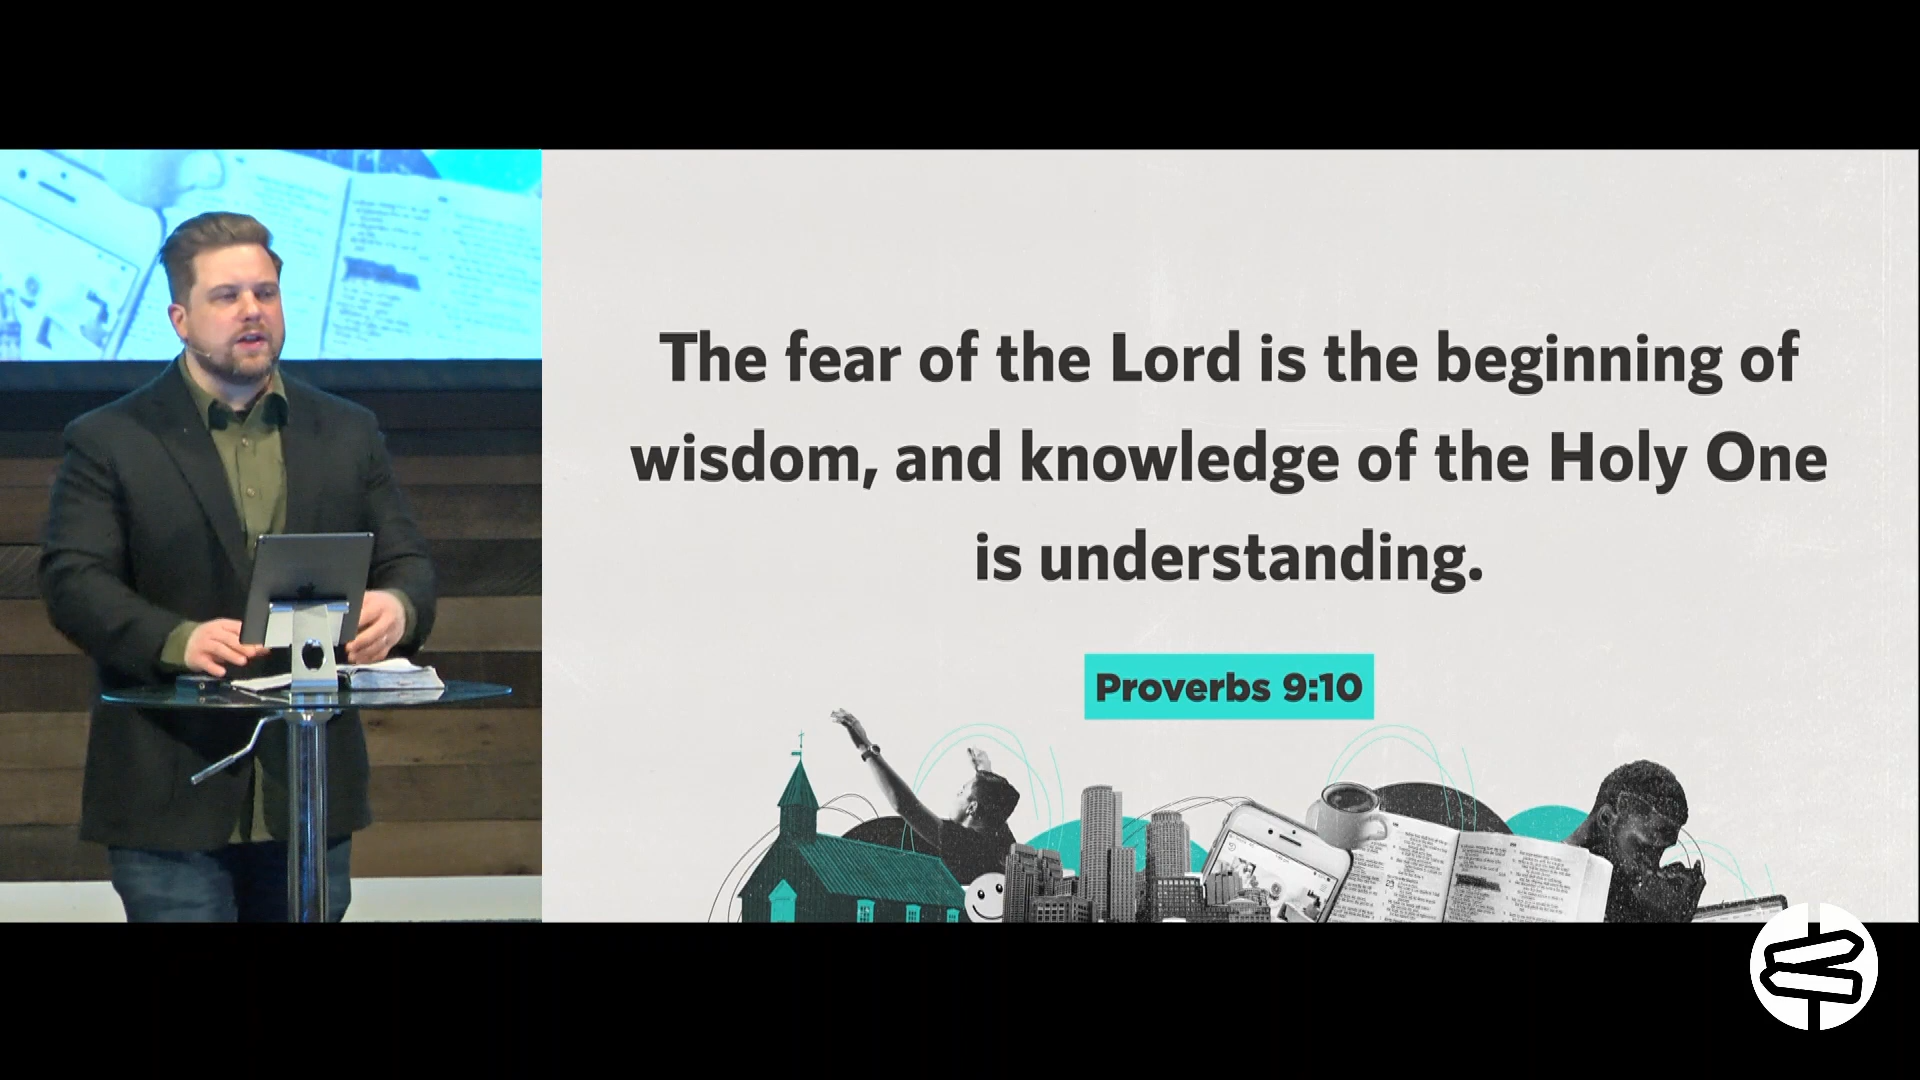 The fear of the Lord is the beginning of
wisdom, and knowledge of the Holy One
is understanding.
Proverbs 9:10